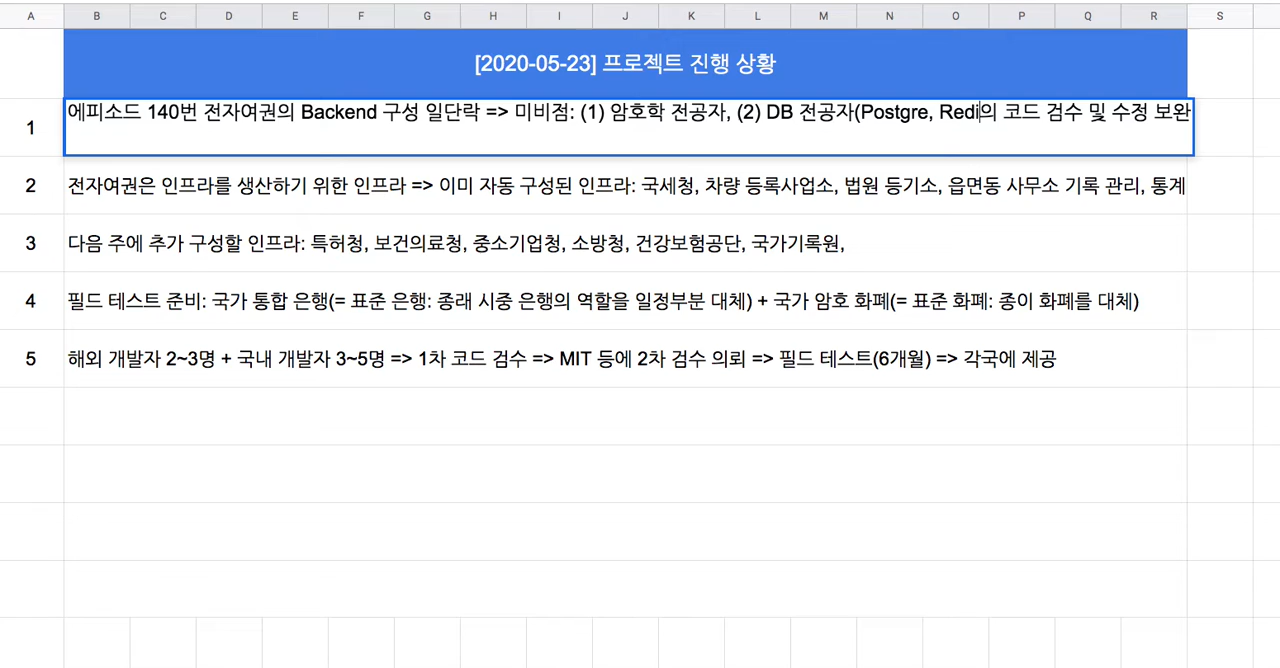 A B C D E F G H I J K L M N O P Q R S
[2020-05-23] 프로젝트 진행 상황
1 에피소드 140번 전자여권의 Backend 구성 일단락 => 미비점: (1) 암호학 전공자, (2) DB 전공자(Postgre, Redi의 코드 검수 및 수정 보완
2 전자여권은 인프라를 생산하기 위한 인프라 => 이미 자동 구성된 인프라: 국세청, 차량 등록사업소, 법원 등기소, 읍면동 사무소 기록 관리, 통계
3 다음 주에 추가 구성할 인프라: 특허청, 보건의료청, 중소기업청, 소방청, 건강보험공단, 국가기록원,
4 필드 테스트 준비: 국가 통합 은행(= 표준 은행: 종래 시중 은행의 역할을 일정부분 대체) + 국가 암호 화폐(= 표준 화폐: 종이 화폐를 대체)
5 해외 개발자 2~3명 + 국내 개발자 3~5명 => 1차 코드 검수 => MIT 등에 2차 검수 의뢰 => 필드 테스트(6개월) => 각국에 제공